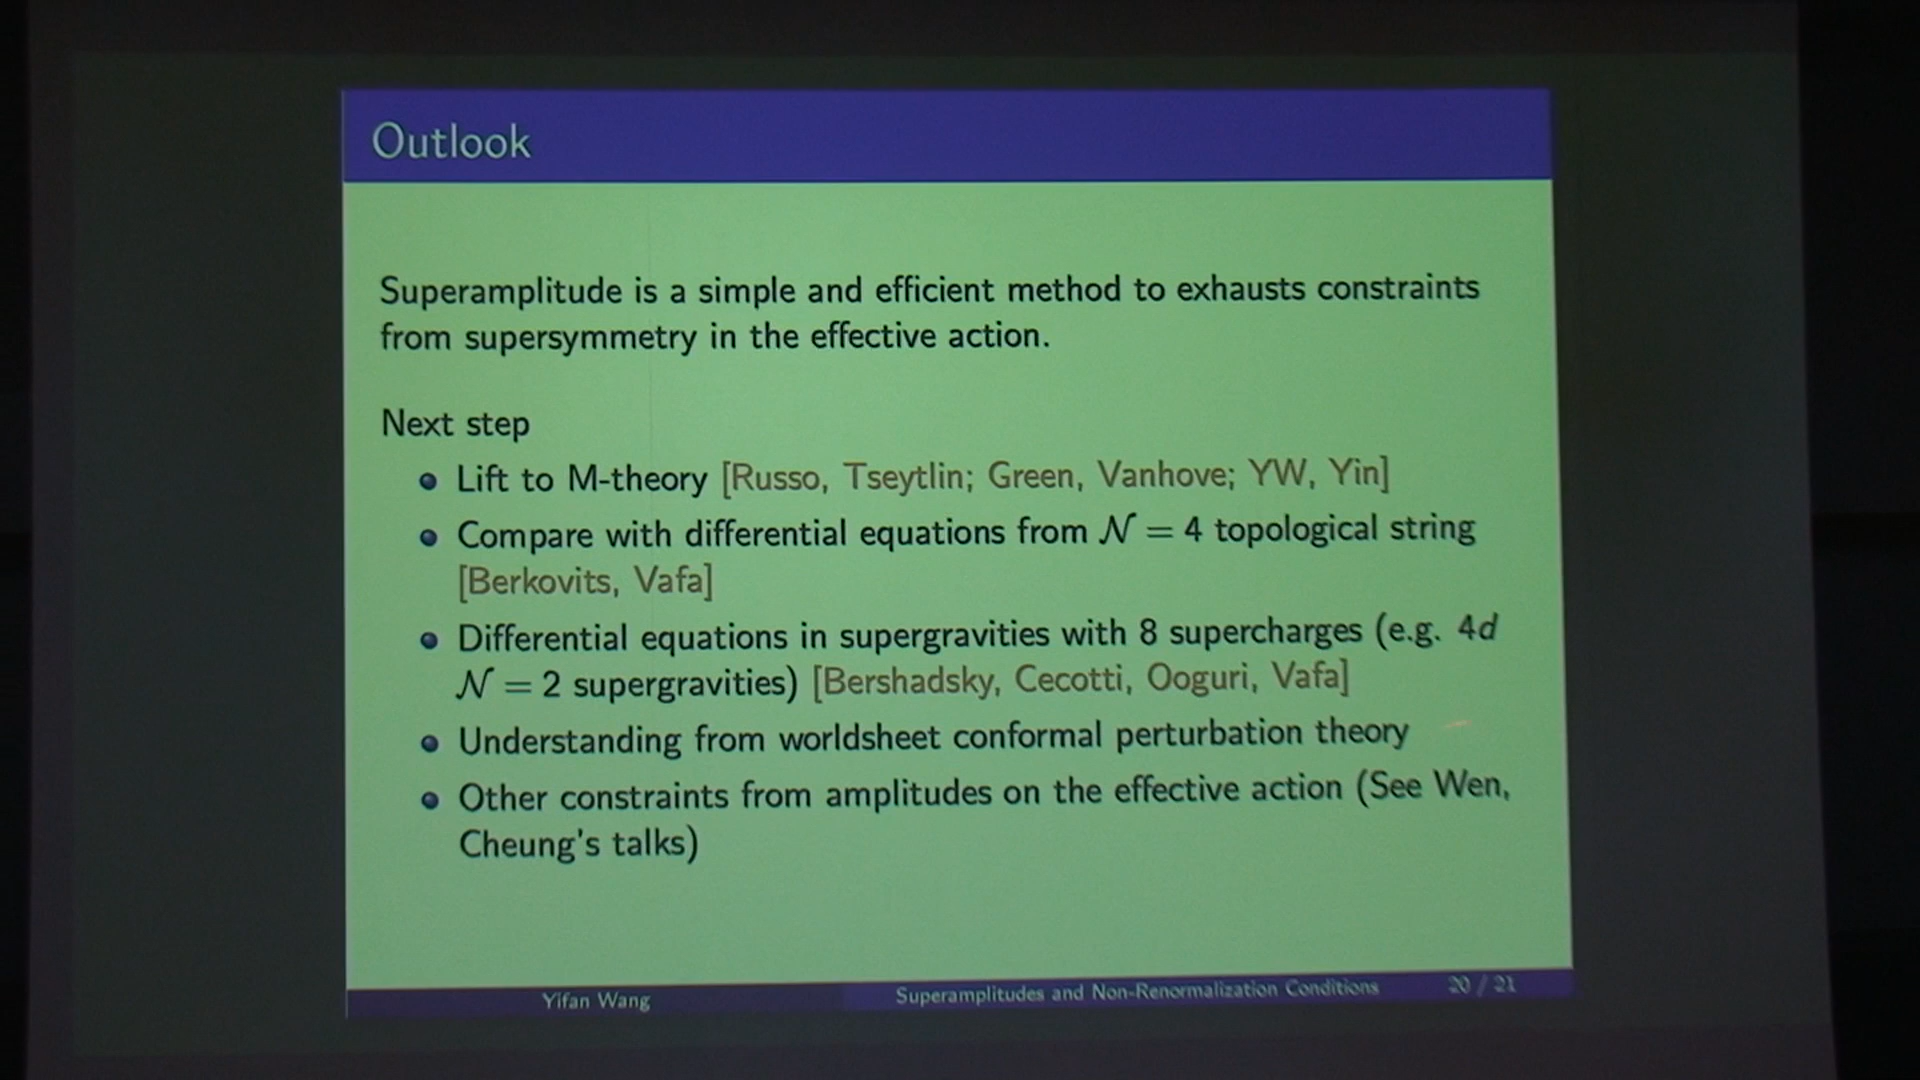 Outlook
Superamplitude is a simple and efficient method to exhausts constraints
from supersymmetry in the effective action.
Next step
• Lift to M-theory [Russo, Tseytlin; Green, Vanhove; YW, Yin]
• Compare with differential equations from 𝒩 = 4 topological string
[Berkovits, Vafa]
• Differential equations in supergravities with 8 supercharges (e.g. 4d
𝒩 = 2 supergravities) [Bershadsky, Cecotti, Ooguri, Vafa]
• Understanding from worldsheet conformal perturbation theory
• Other constraints from amplitudes on the effective action (See Wen,
Cheung's talks)
Yifan Wang Superamplitudes and Non-Renormalization Conditions 20 / 21